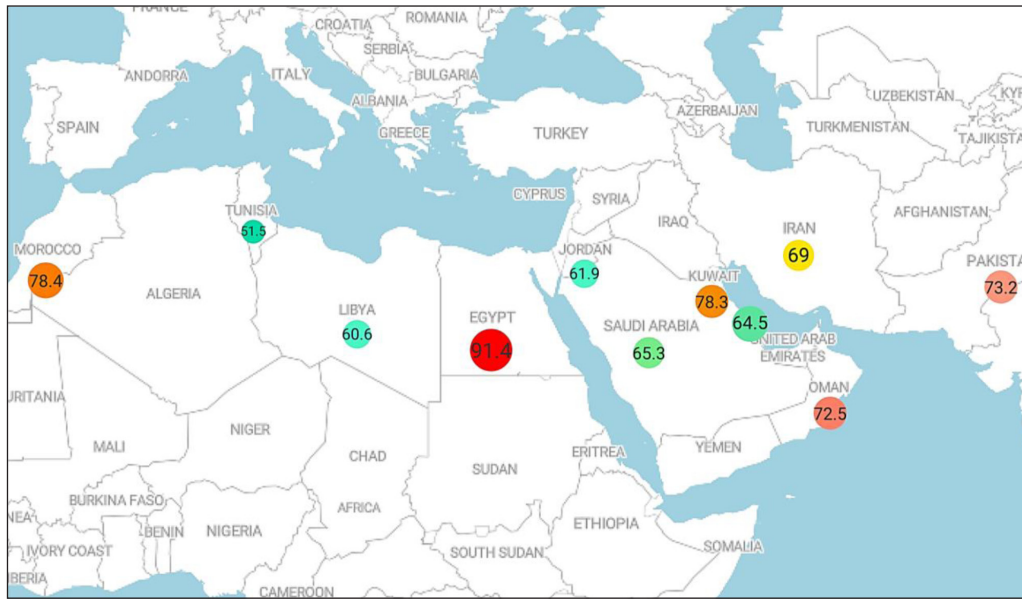 FRANCE
CROATIA
ROMANIA
SERBIA
ANDORRA
ITALY
BULGARIA
UZBEKISTAN
KYR
ALBANIA
AZERBAIJAN
SPAIN
GREECE
TURKEY
TURKMENISTAN
TAJIKISTA
CYPRUS
SYRIA
TUNISIA
51.5
IRAQ
IRAN
69
AFGHANISTAN
MOROCCO
78.4
JORDAN
61.9
KUWAIT
78.3
PAKISTA
73.2
ALGERIA
LIBYA
60.6
EGYPT
91.4
SAUDI ARABIA
65.3
64.5
UNITED ARAB
EMIRATES
OMAN
72.5
URITANIA
MALI
NIGER
CHAD
SUDAN
ERITREA
YEMEN
BURKINA FASO
AFRICA
NEA
IVORY COAST
BENIN
NIGERIA
ETHIOPIA
SOUTH SUDAN
SOMALIA
IBERIA
CAMEROON